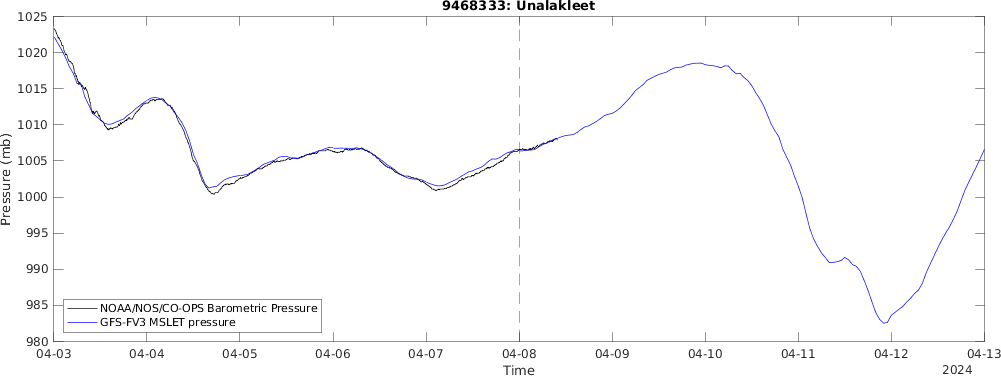 9468333: Unalakleet
1025
1020
1015
1010
1005
1000
995
990
985
980
Pressure (mb)
NOAA/NOS/CO-OPS Barometric Pressure
GFS-FV3 MSLET pressure
04-03 04-04 04-05 04-06 04-07 04-08 04-09 04-10 04-11 04-12 04-13
Time
2024